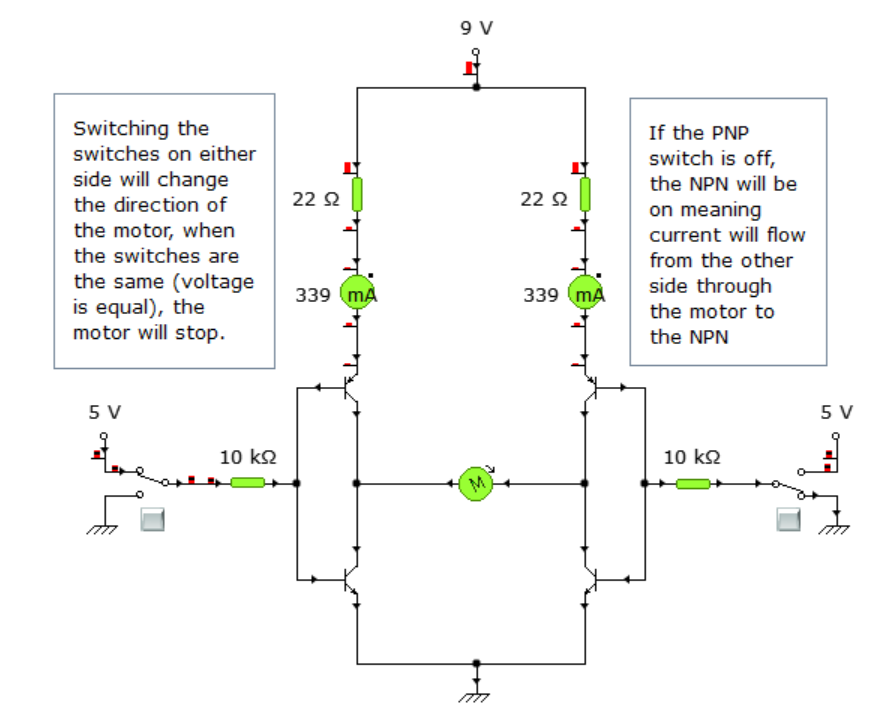 9 V
Switching the
switches on either
side will change
the direction of
the motor, when
the switches are
the same (voltage
is equal), the
motor will stop.
If the PNP
switch is off,
the NPN will be
on meaning
current will flow
from the other
side through
the motor to
the NPN
22 Ω
22 Ω
339 mA
339 mA
5 V
5 V
10 kΩ
10 kΩ
M